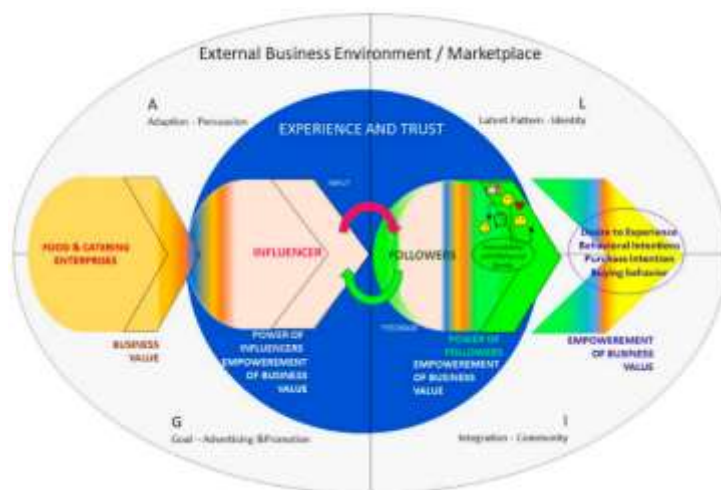 External Business Environment / Marketplace
A
Adaption - Persuasion
L
Latent Pattern - Identity
EXPERIENCE AND TRUST
INPUT
FOOD & CATERING
ENTERPRISES
INFLUENCER
FOLLOWERS
Desire to Experience
Behavioral Intentions
Purchase Intention
Buying behavior
FEEDBACK
BUSINESS
VALUE
POWER OF
INFLUENCERS
EMPOWEREMENT
OF BUSINESS
VALUE
POWER OF
FOLLOWERS
EMPOWEREMENT
OF BUSINESS
VALUE
EMPOWEREMENT
OF BUSINESS
VALUE
G
Goal - Advertising &Promotion
I
Integration - Community